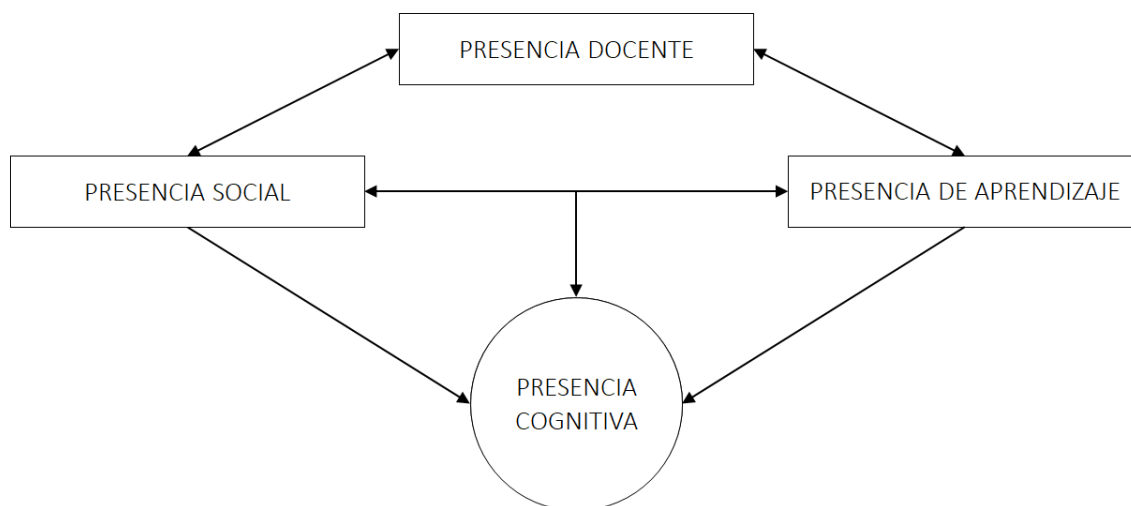 PRESENCIA DOCENTE
PRESENCIA SOCIAL
PRESENCIA DE APRENDIZAJE
PRESENCIA
COGNITIVA